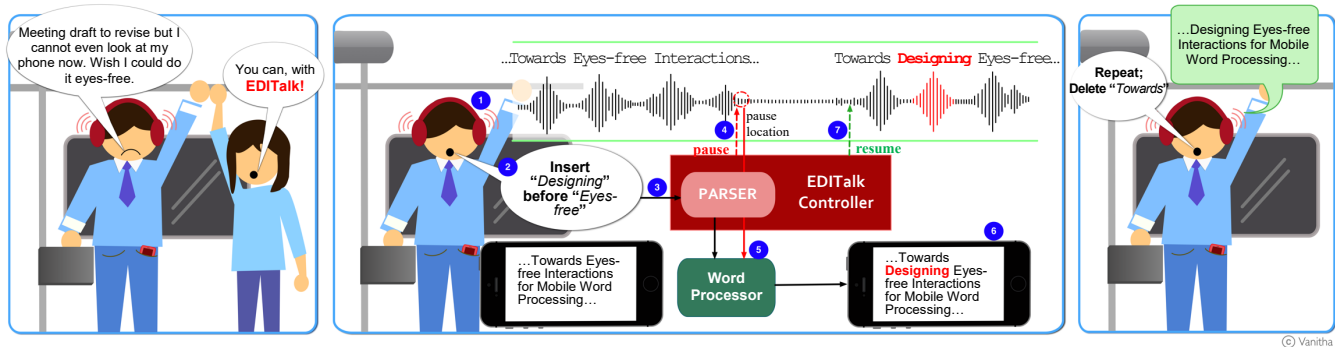 Meeting draft to revise but I
cannot even look at my
phone now. Wish I could do
it eyes-free.
You can, with
EDITalk!
...Towards Eyes-free Interactions...
Towards Designing Eyes-free...
1
2
Insert
“Designing”
before “Eyes-
free”
3
4
pause
location
7
pause
resume
PARSER
EDITalk
Controller
5
6
…Towards Eyes-
free Interactions
for Mobile Word
Processing…
Word
Processor
…Towards
Designing Eyes-
free Interactions
for Mobile Word
Processing…
Repeat;
Delete “Towards”
…Designing Eyes-free
Interactions for Mobile
Word Processing…
© Vanitha